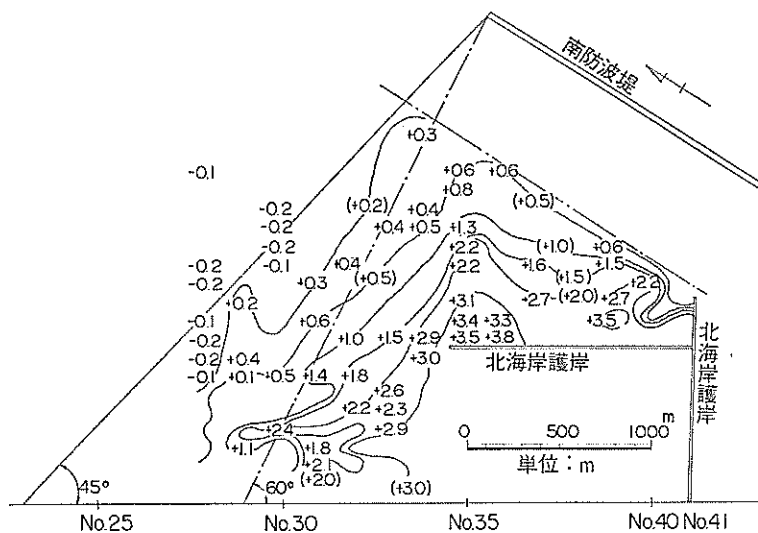 南防波堤
+0.3
-0.1
+0.6 +0.6
+0.8
(+0.2) (+0.5)
-0.2 +0.4
-0.2 +0.4 +0.5 +1.3
-0.2 +2.2 (+1.0) +0.6
-0.2 -0.1 +0.4 +2.2 +1.6 +1.5
-0.2 +0.3 (+0.5) (+1.5) +2.2
+0.2 +3.1 +2.7 (+2.0) +2.7
-0.1 +0.6 +3.4 +3.3 +3.5
-0.2 +1.0 +1.5 +2.9 +3.5 +3.8
-0.2 +0.4 +3.0 北海岸護岸
北海岸護岸
-0.1 +0.1 +0.5 +1.4 +1.8
+2.6
+2.2 +2.3
+2.4 +2.9
+1.1 +1.8
+2.1
(+2.0) (+3.0)
0 500 1000 m
単位：m
45° 60°
No.25 No.30 No.35 No.40 No.41